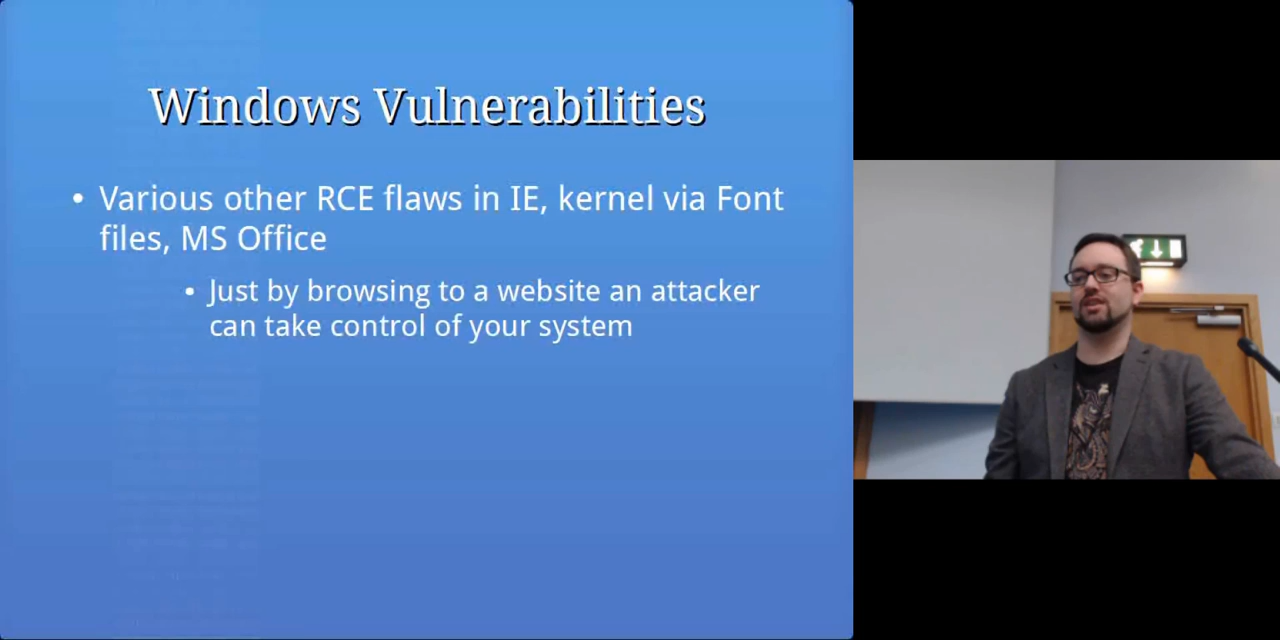 Windows Vulnerabilities
• Various other RCE flaws in IE, kernel via Font
files, MS Office
• Just by browsing to a website an attacker
can take control of your system